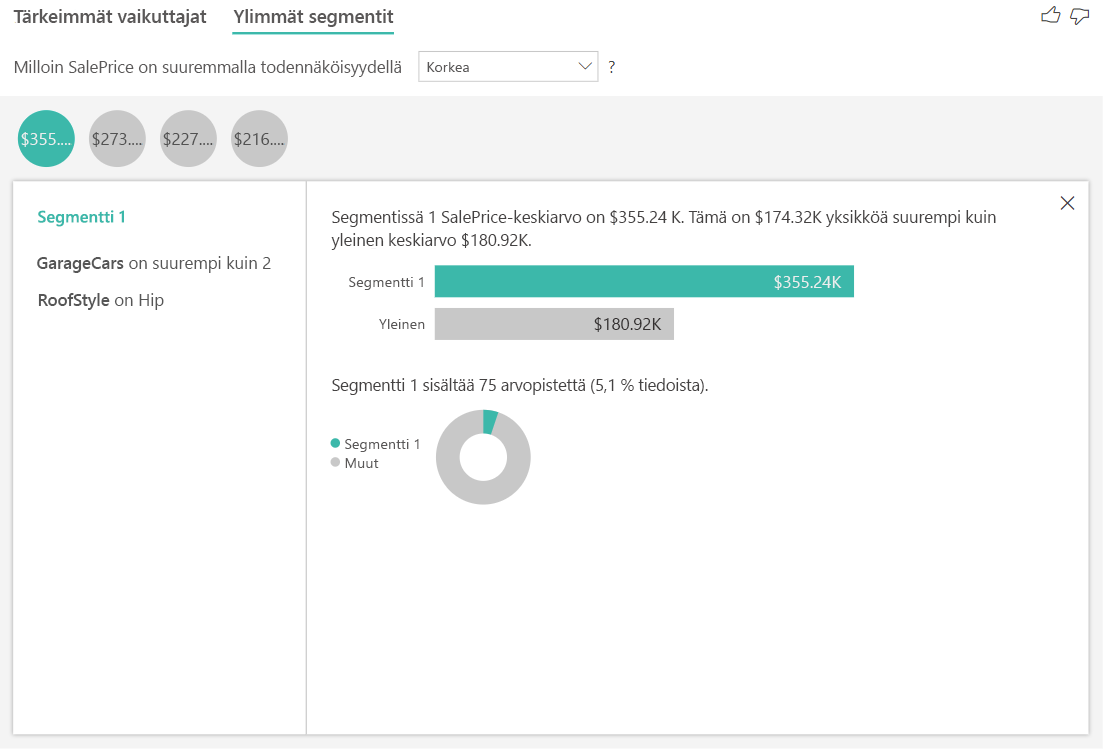 Tärkeimmät vaikuttajat Ylimmät segmentit
Milloin SalePrice on suuremmalla todennäköisyydellä Korkea ?
$355.... $273.... $227.... $216....
Segmentti 1
GarageCars on suurempi kuin 2
RoofStyle on Hip
Segmentissä 1 SalePrice-keskiarvo on $355.24 K. Tämä on $174.32K yksikköä suurempi kuin
yleinen keskiarvo $180.92K.
Segmentti 1 $355.24K
Yleinen $180.92K
Segmentti 1 sisältää 75 arvopistettä (5,1 % tiedoista).
Segmentti 1
Muut